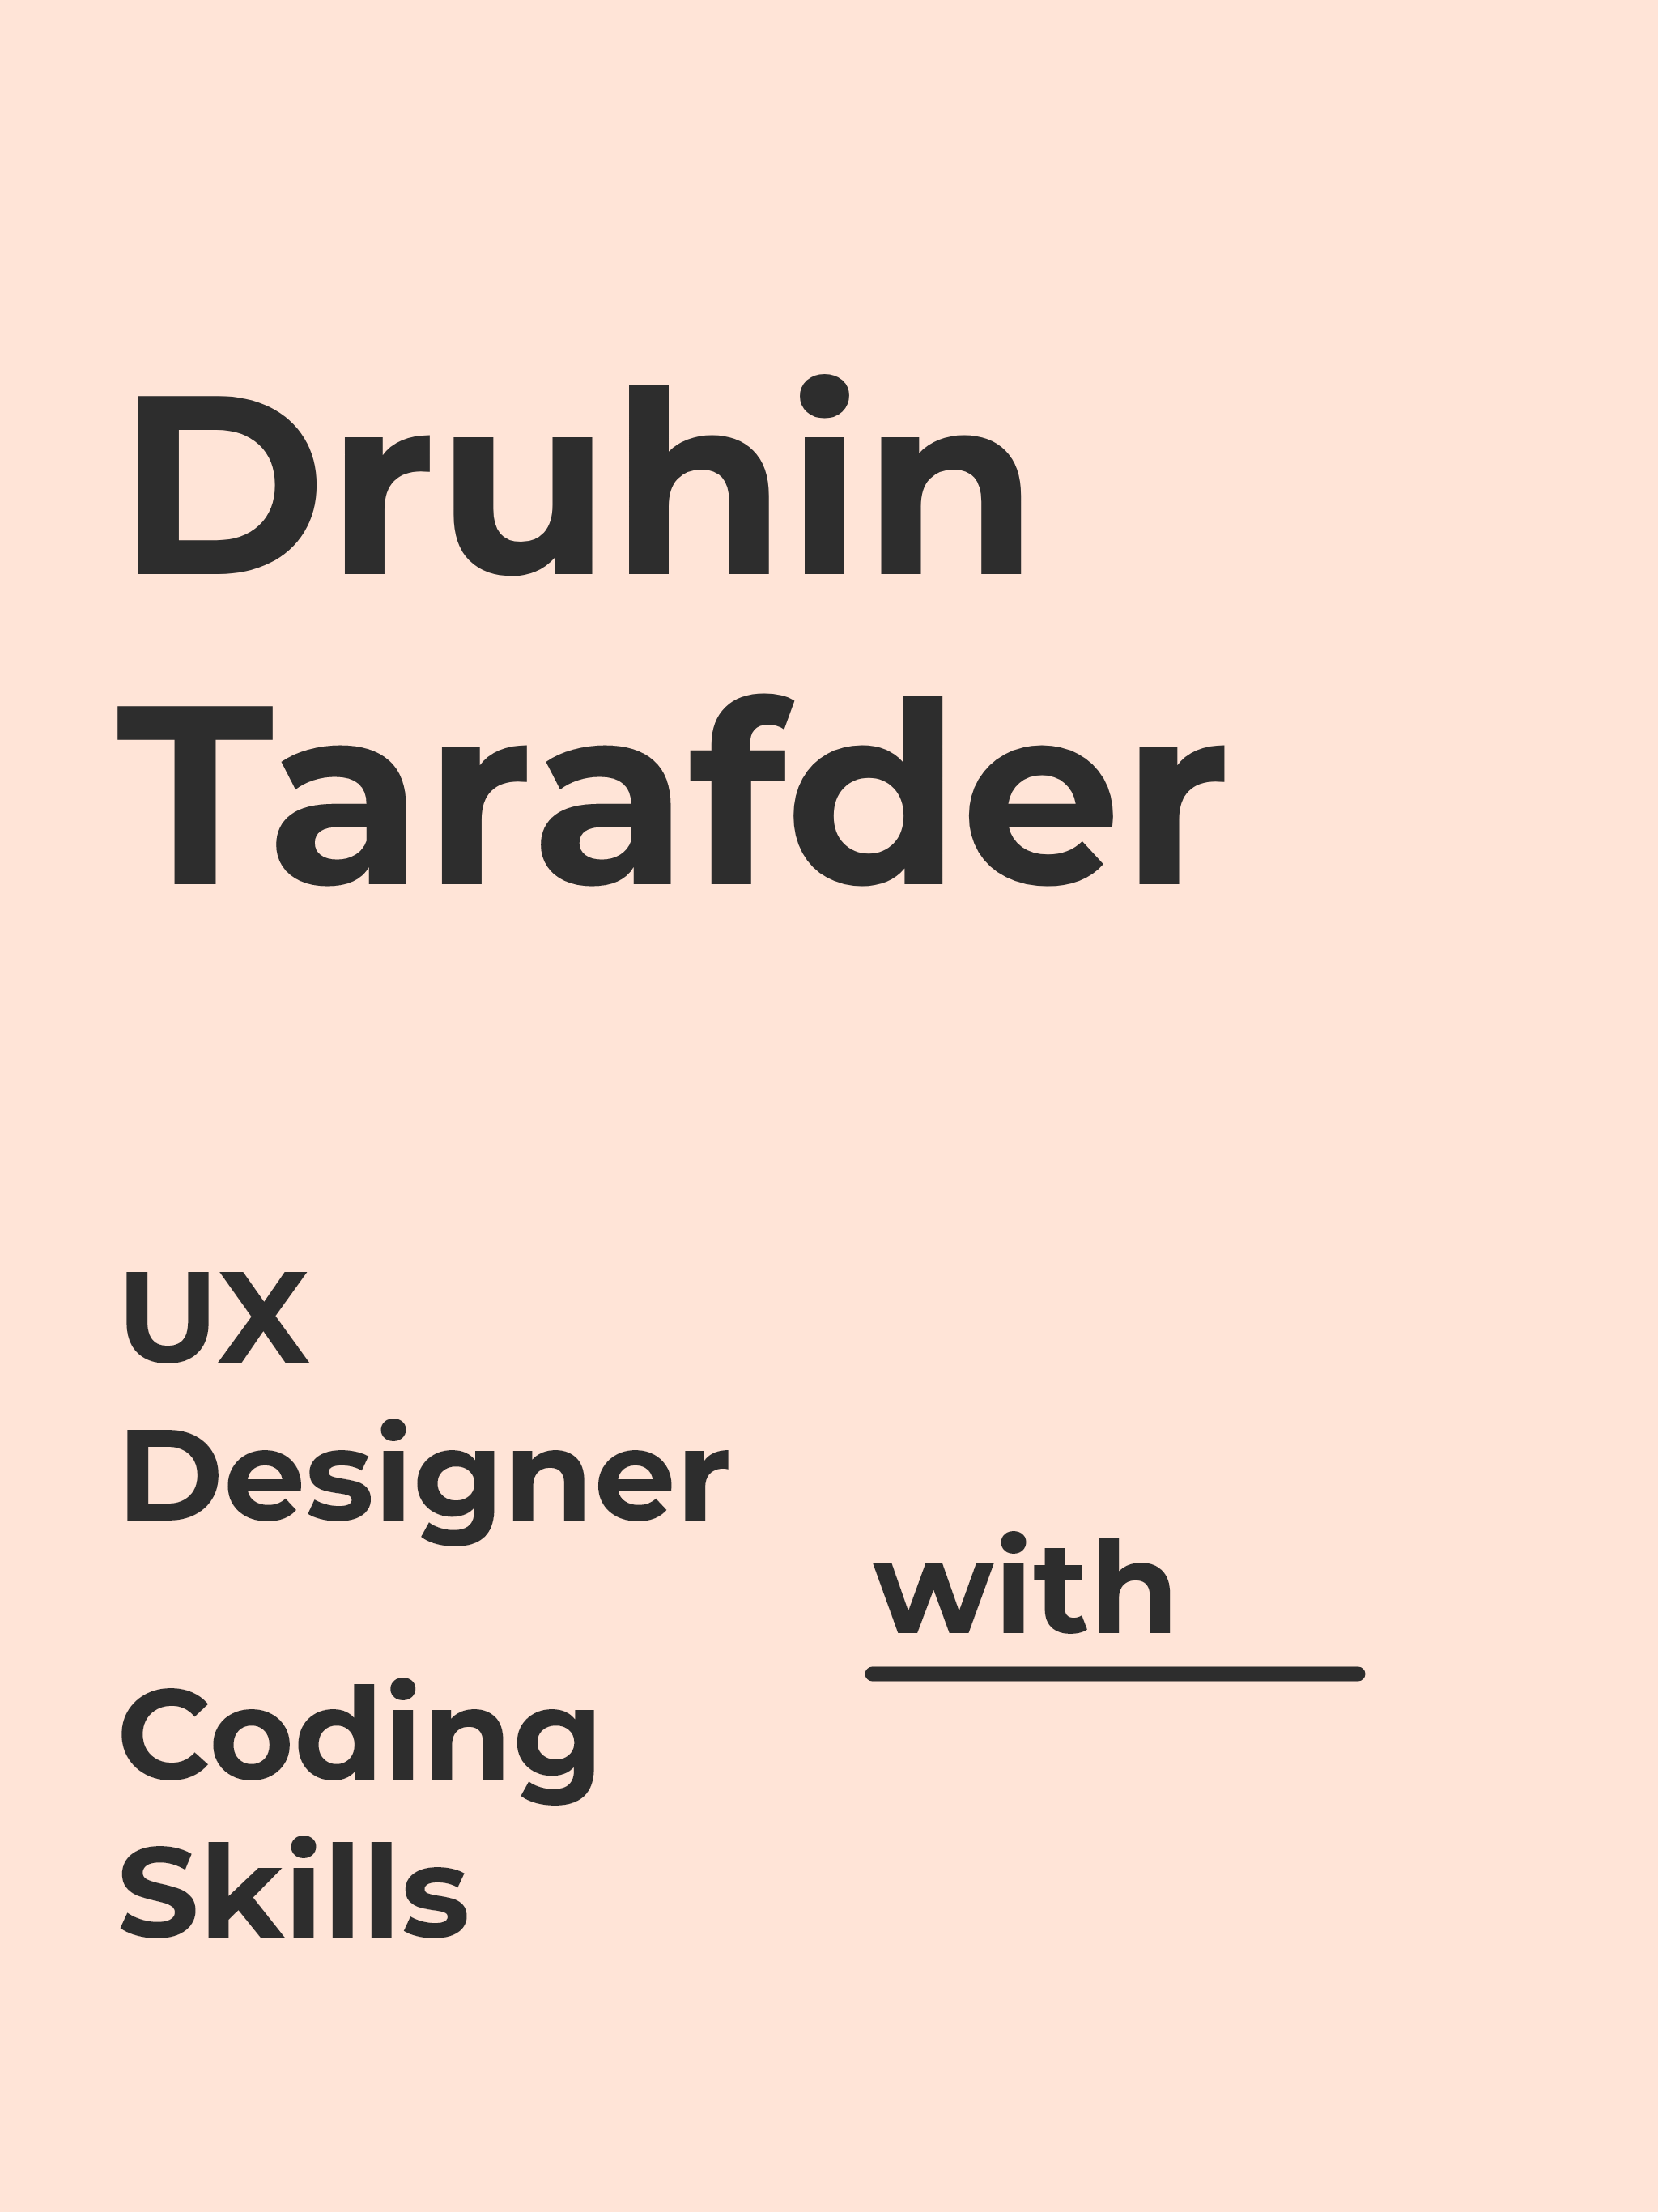 Druhin
Tarafder
UX
Designer
with
Coding
Skills